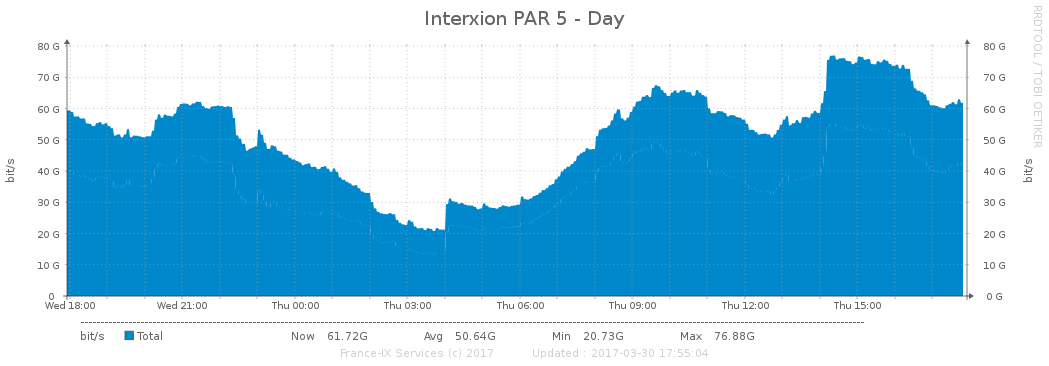 Interxion PAR 5 - Day
RRDTOOL / TOBI OETIKER
bit/s
80 G 80 G
70 G 70 G
60 G 60 G
50 G 50 G
40 G 40 G
30 G 30 G
20 G 20 G
10 G 10 G
0 0 G
bit/s
Wed 18:00 Wed 21:00 Thu 00:00 Thu 03:00 Thu 06:00 Thu 09:00 Thu 12:00 Thu 15:00
bit/s Total Now 61.72G Avg 50.64G Min 20.73G Max 76.88G
France-IX Services (c) 2017 Updated : 2017-03-30 17:55:04